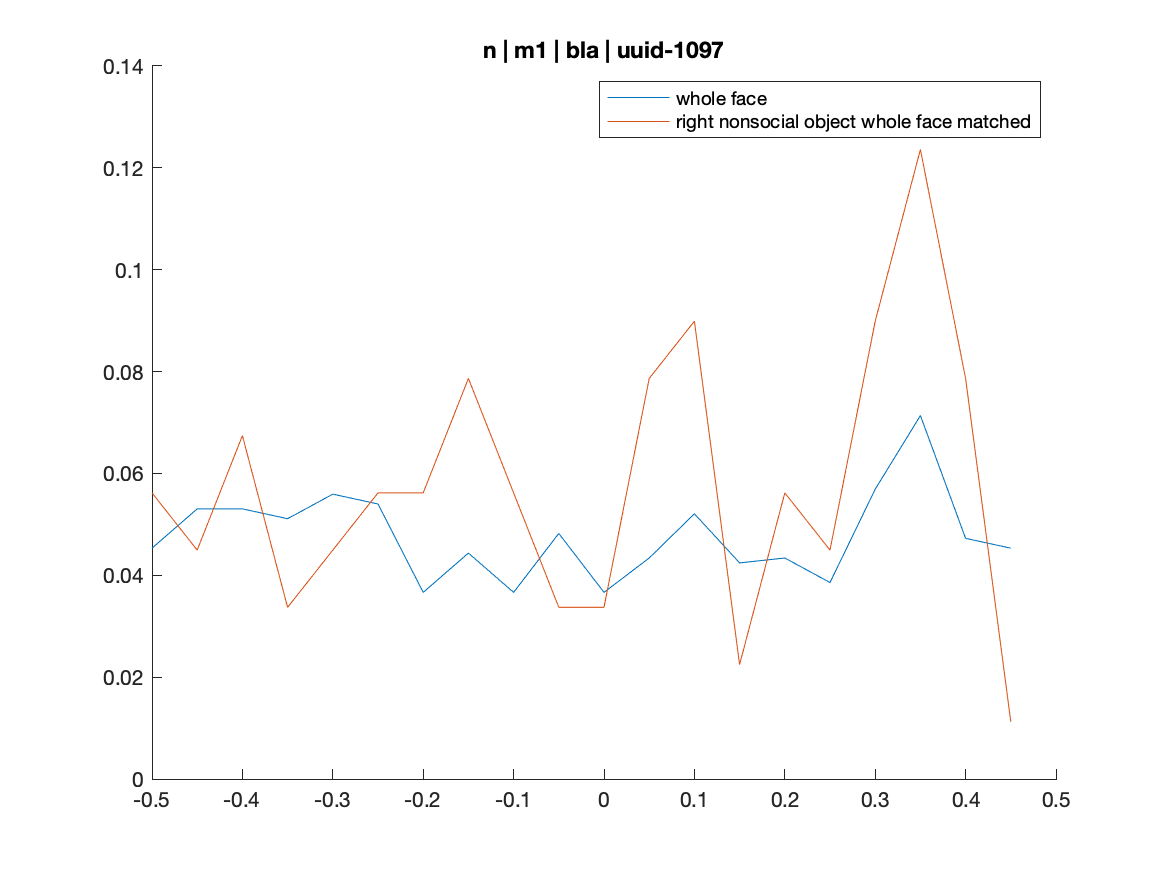 n | m1 | bla | uuid-1097
0.14
whole face
right nonsocial object whole face matched
0.12
0.1
0.08
0.06
0.04
0.02
0
-0.5 -0.4 -0.3 -0.2 -0.1 0 0.1 0.2 0.3 0.4 0.5